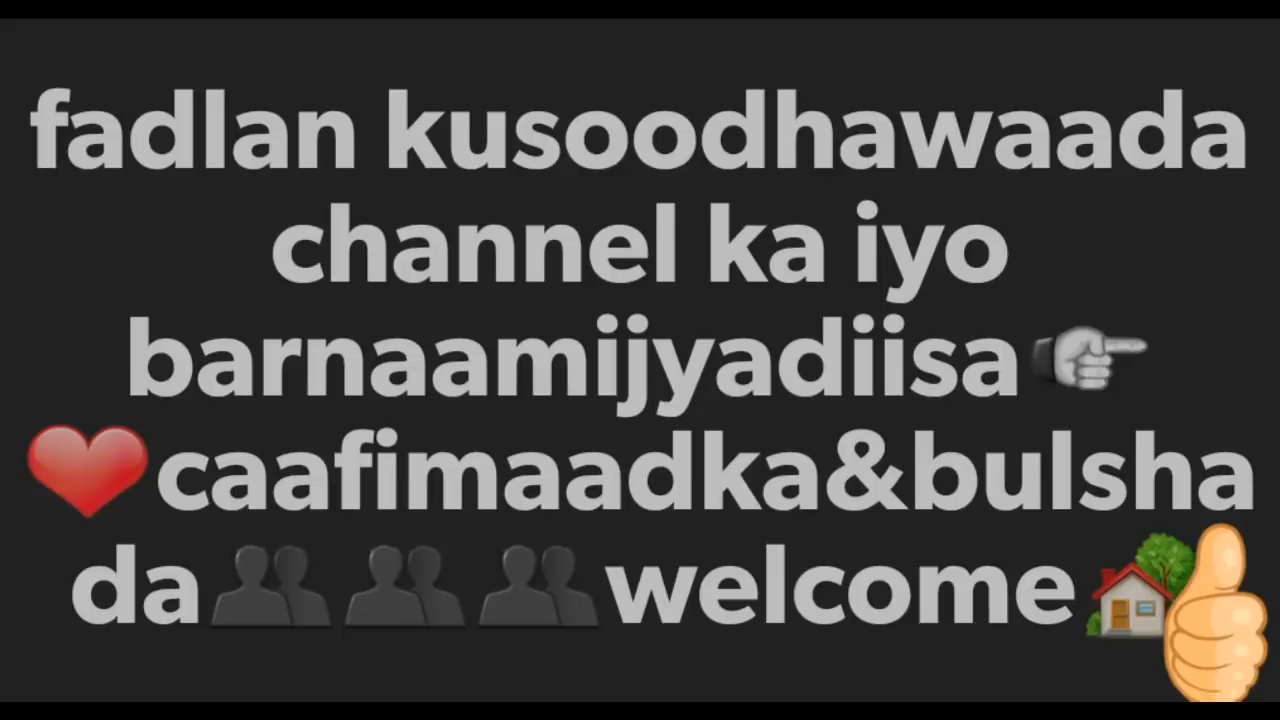 fadlan kusoodhawaada
channel ka iyo
barnaamijyadiisa👉
❤️caafimaadka&bulsha
da👥👥👥welcome🏡👍